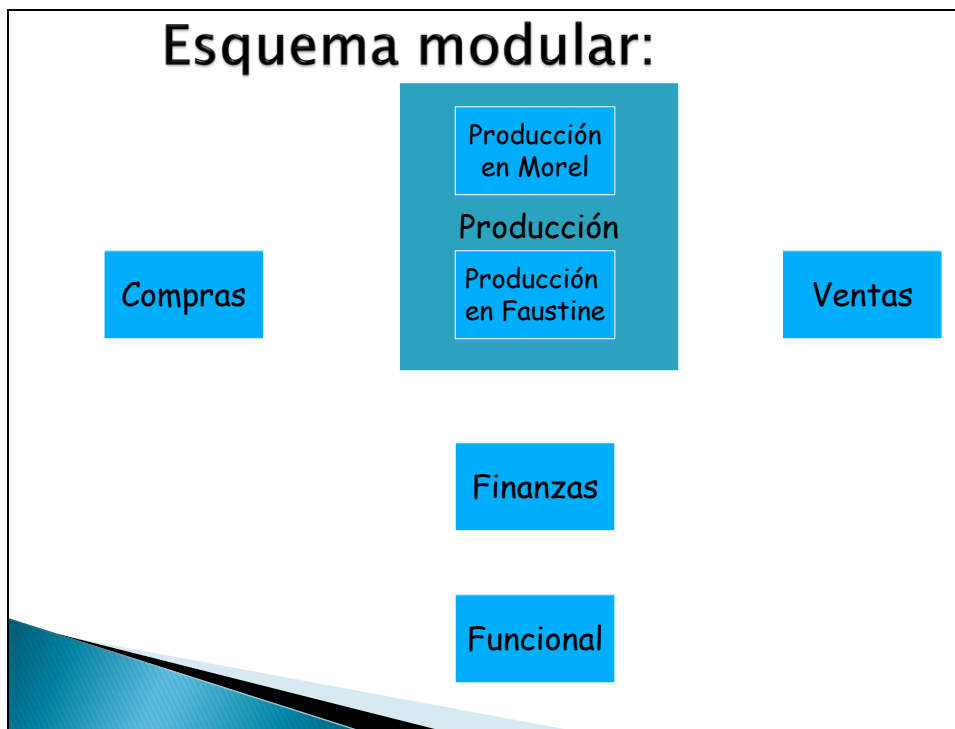 Esquema modular:
Producción
en Morel
Producción
Compras
Producción
en Faustine
Ventas
Finanzas
Funcional